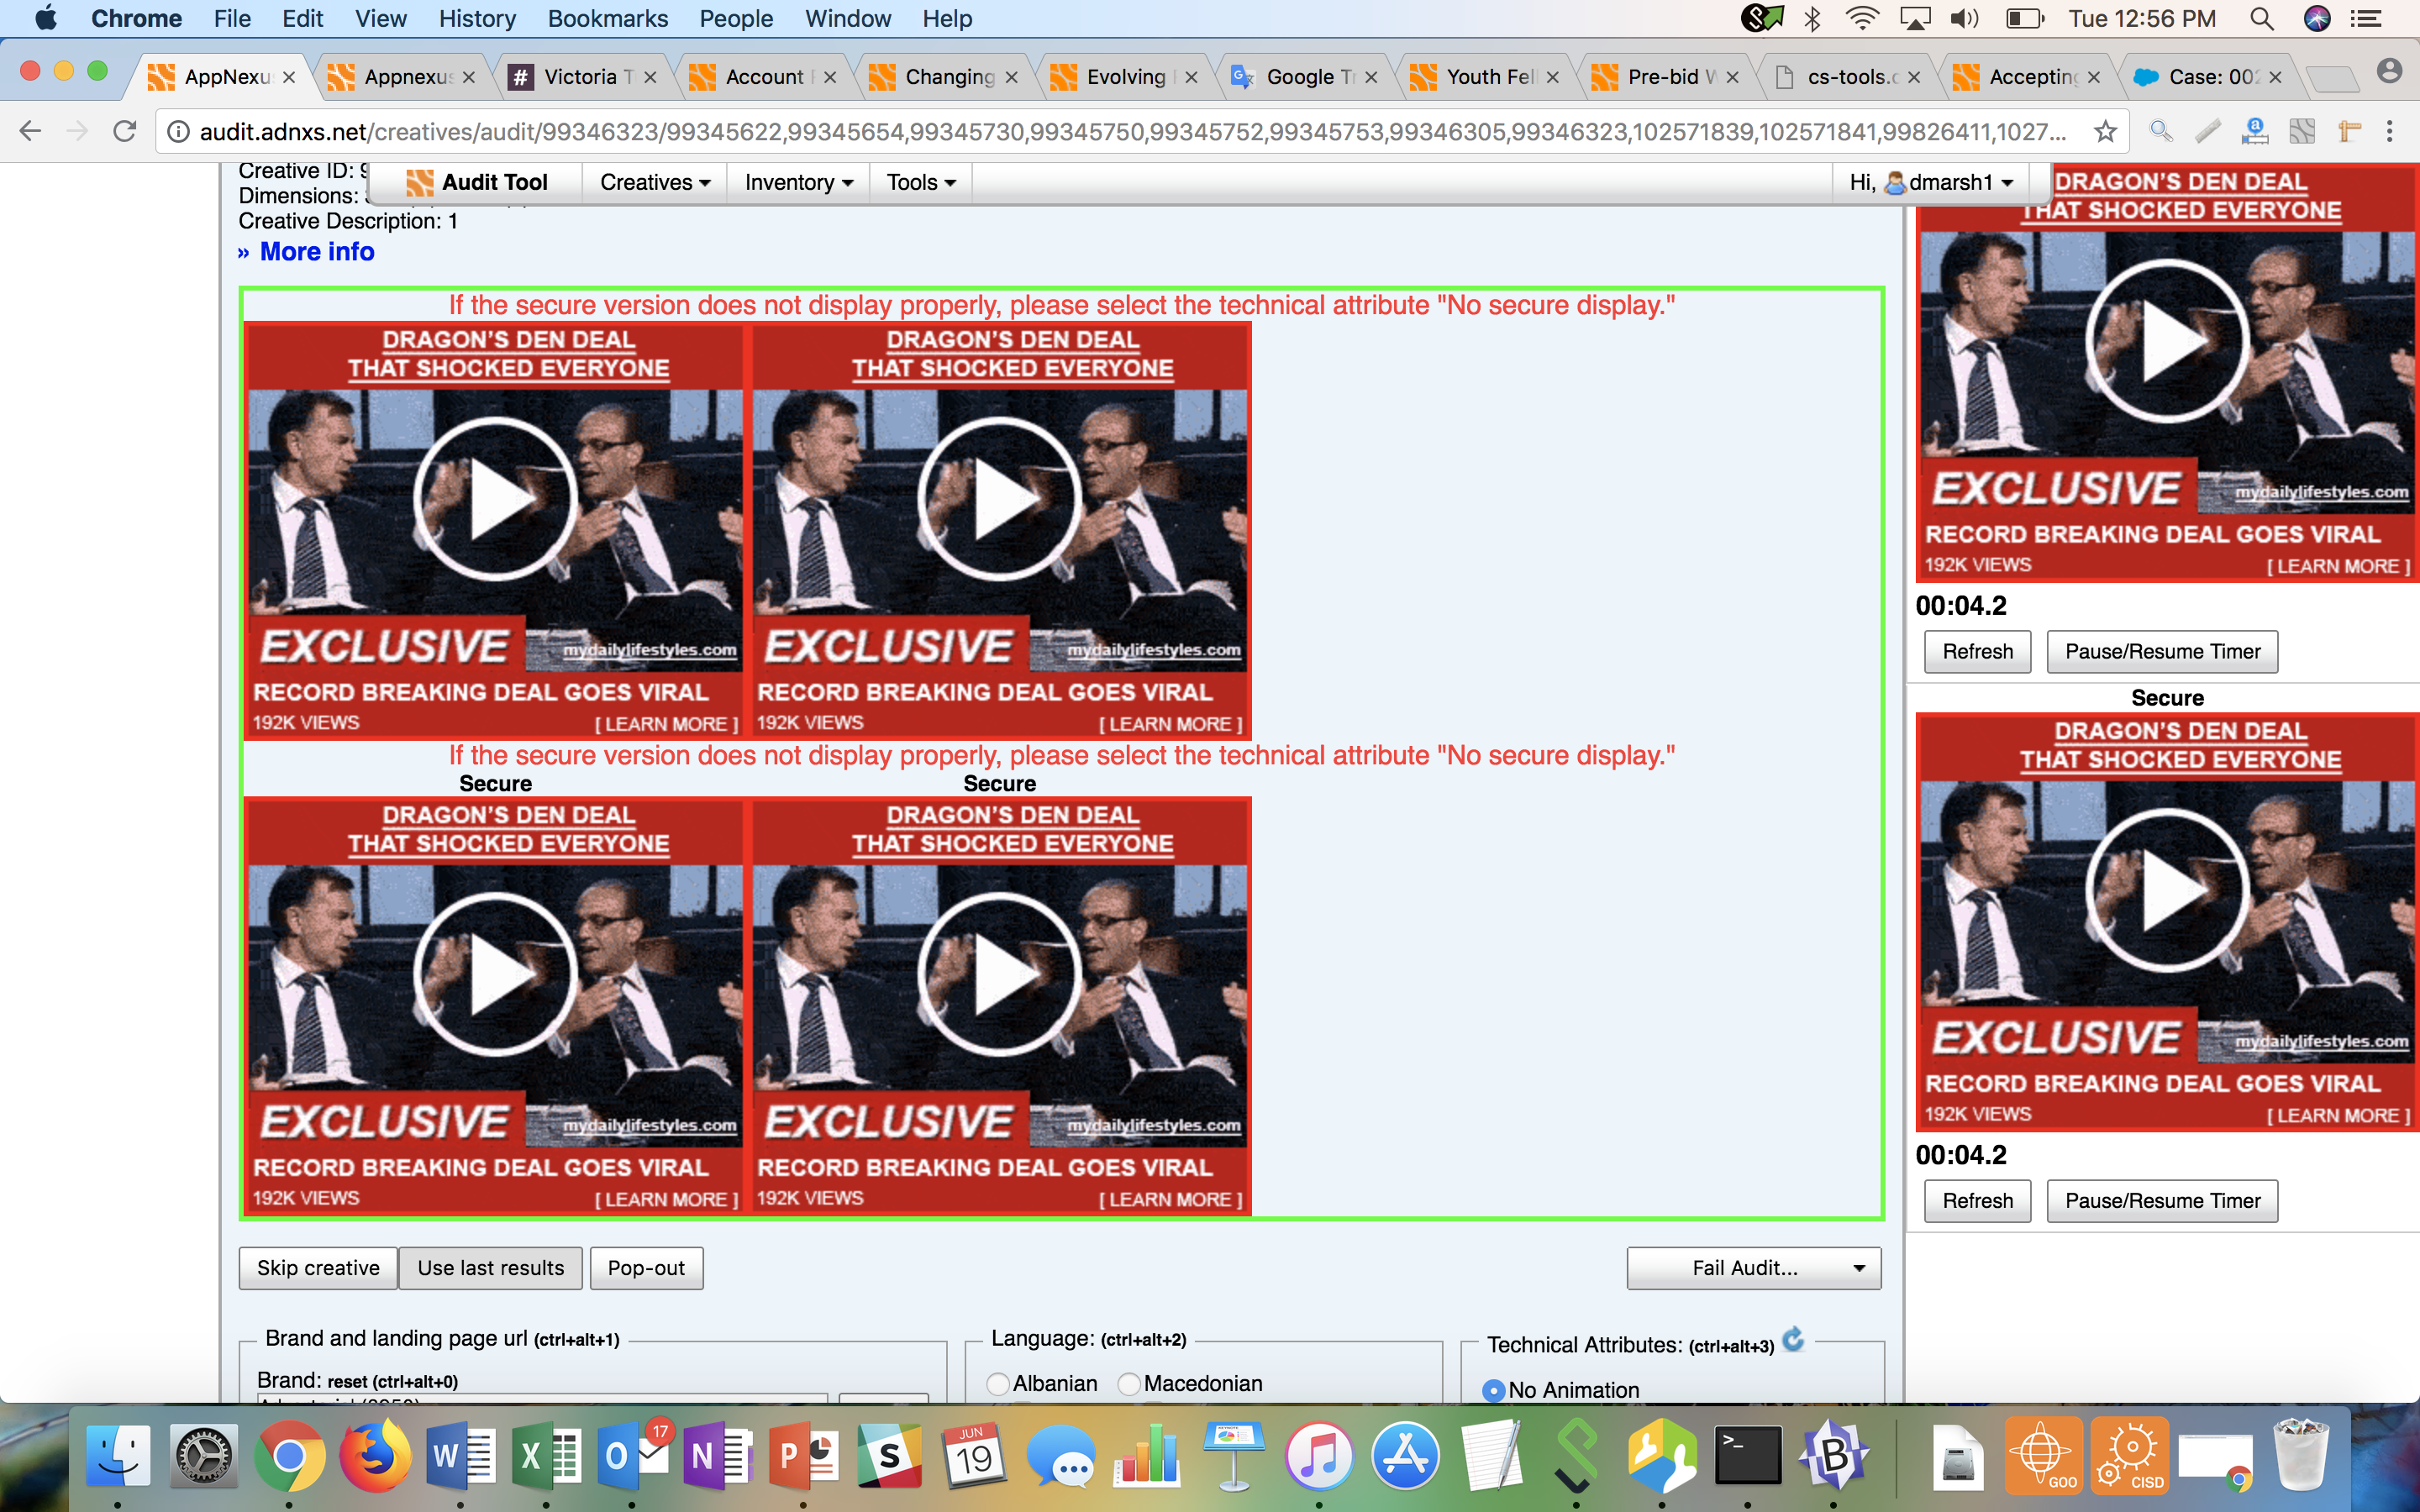 Chrome File Edit View History Bookmarks People Window Help Tue 12:56 PM
AppNexu Appnexus Victoria T Account Changing Evolving Google Tr Youth Fel Pre-bid W cs-tools.c Accepting Case: 002
audit.adnxs.net/creatives/audit/99346323/99345622,99345654,99345730,99345750,99345752,99345753,99346305,99346323,102571839,102571841,99826411,1027...
Creative ID: 9
Audit Tool Creatives Inventory Tools Hi, dmarsh1
Dimensions:
Creative Description: 1
» More info
If the secure version does not display properly, please select the technical attribute "No secure display."
DRAGON'S DEN DEAL
THAT SHOCKED EVERYONE
EXCLUSIVE
mydailylifestyles.com
RECORD BREAKING DEAL GOES VIRAL
192K VIEWS [ LEARN MORE ]
DRAGON'S DEN DEAL
THAT SHOCKED EVERYONE
EXCLUSIVE
mydailylifestyles.com
RECORD BREAKING DEAL GOES VIRAL
192K VIEWS [ LEARN MORE ]
If the secure version does not display properly, please select the technical attribute "No secure display."
Secure
DRAGON'S DEN DEAL
THAT SHOCKED EVERYONE
EXCLUSIVE
mydailylifestyles.com
RECORD BREAKING DEAL GOES VIRAL
192K VIEWS [ LEARN MORE ]
Secure
DRAGON'S DEN DEAL
THAT SHOCKED EVERYONE
EXCLUSIVE
mydailylifestyles.com
RECORD BREAKING DEAL GOES VIRAL
192K VIEWS [ LEARN MORE ]
DRAGON'S DEN DEAL
THAT SHOCKED EVERYONE
EXCLUSIVE
mydailylifestyles.com
RECORD BREAKING DEAL GOES VIRAL
192K VIEWS [ LEARN MORE ]
00:04.2
Refresh Pause/Resume Timer
Secure
DRAGON'S DEN DEAL
THAT SHOCKED EVERYONE
EXCLUSIVE
mydailylifestyles.com
RECORD BREAKING DEAL GOES VIRAL
192K VIEWS [ LEARN MORE ]
00:04.2
Refresh Pause/Resume Timer
Skip creative Use last results Pop-out Fail Audit...
Brand and landing page url (ctrl+alt+1)
Brand: reset (ctrl+alt+0)
Language: (ctrl+alt+2)
Albanian Macedonian
Technical Attributes: (ctrl+alt+3)
No Animation
17
JUN
19
GOO
CISD